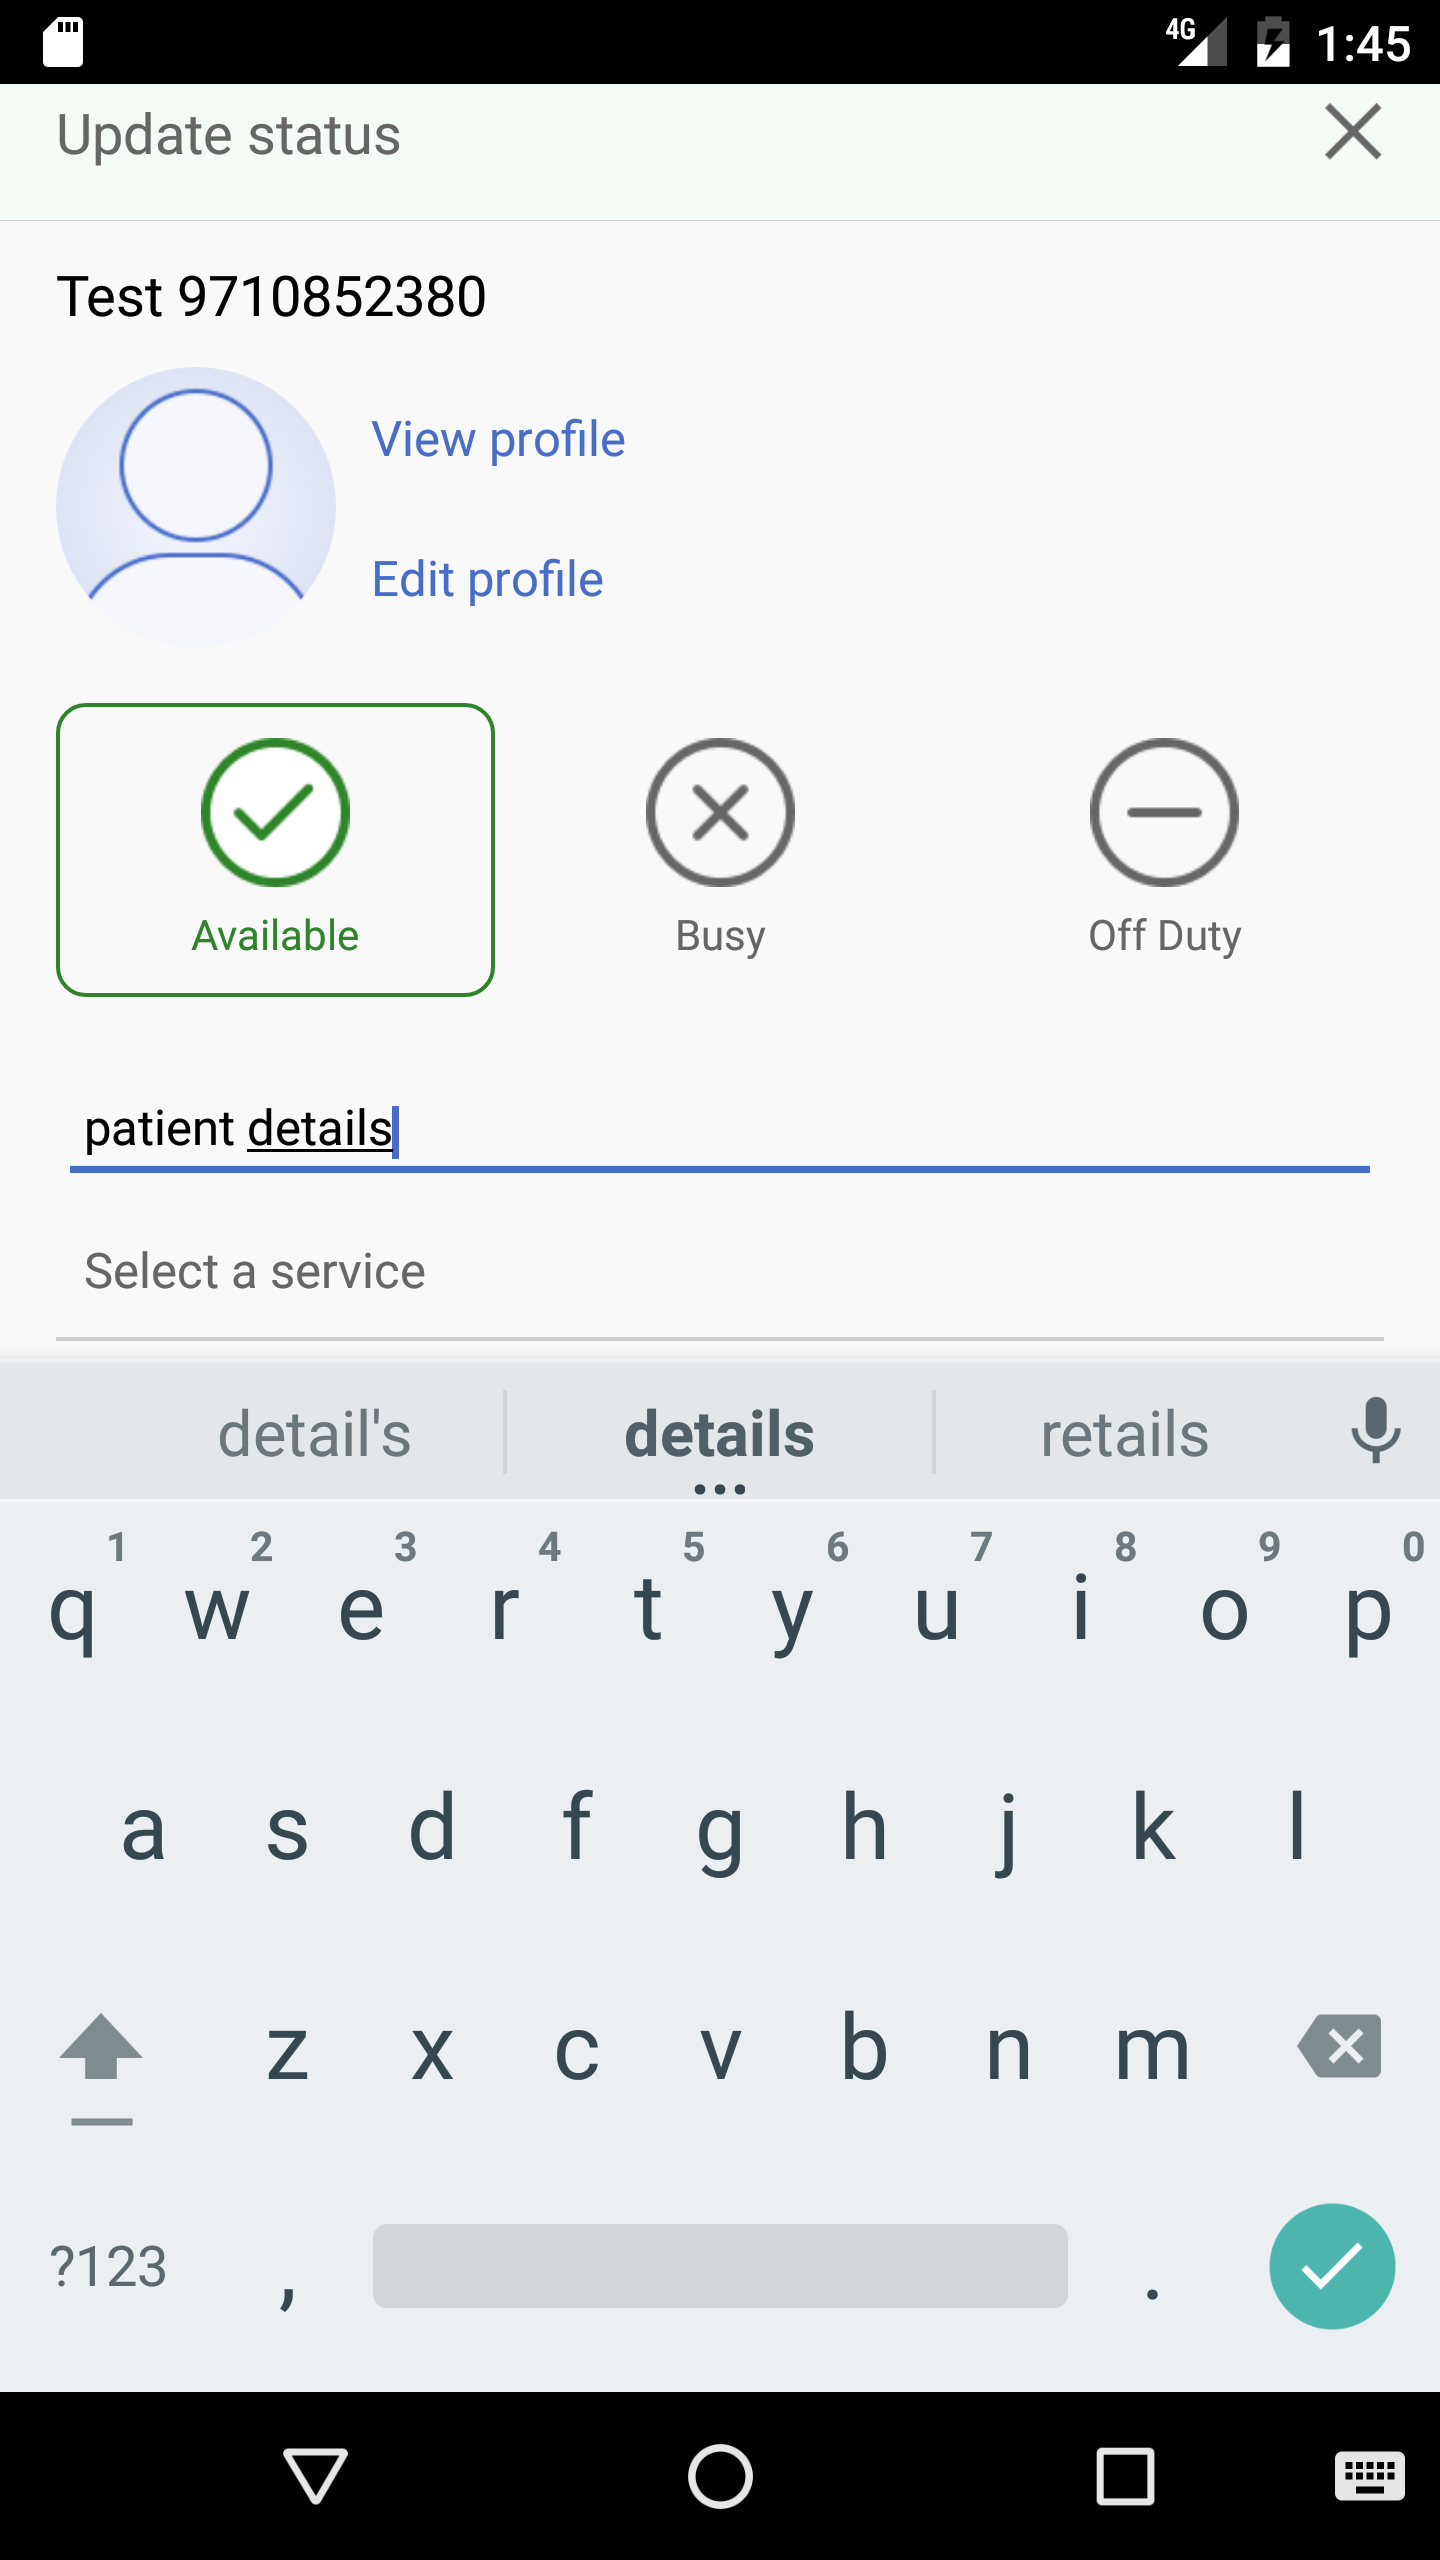 4G 1:45
Update status
Test 9710852380
View profile
Edit profile
Available Busy Off Duty
patient details
Select a service
detail's details retails
1 2 3 4 5 6 7 8 9 0
q w e r t y u i o p
a s d f g h j k l
z x c v b n m
?123 , .